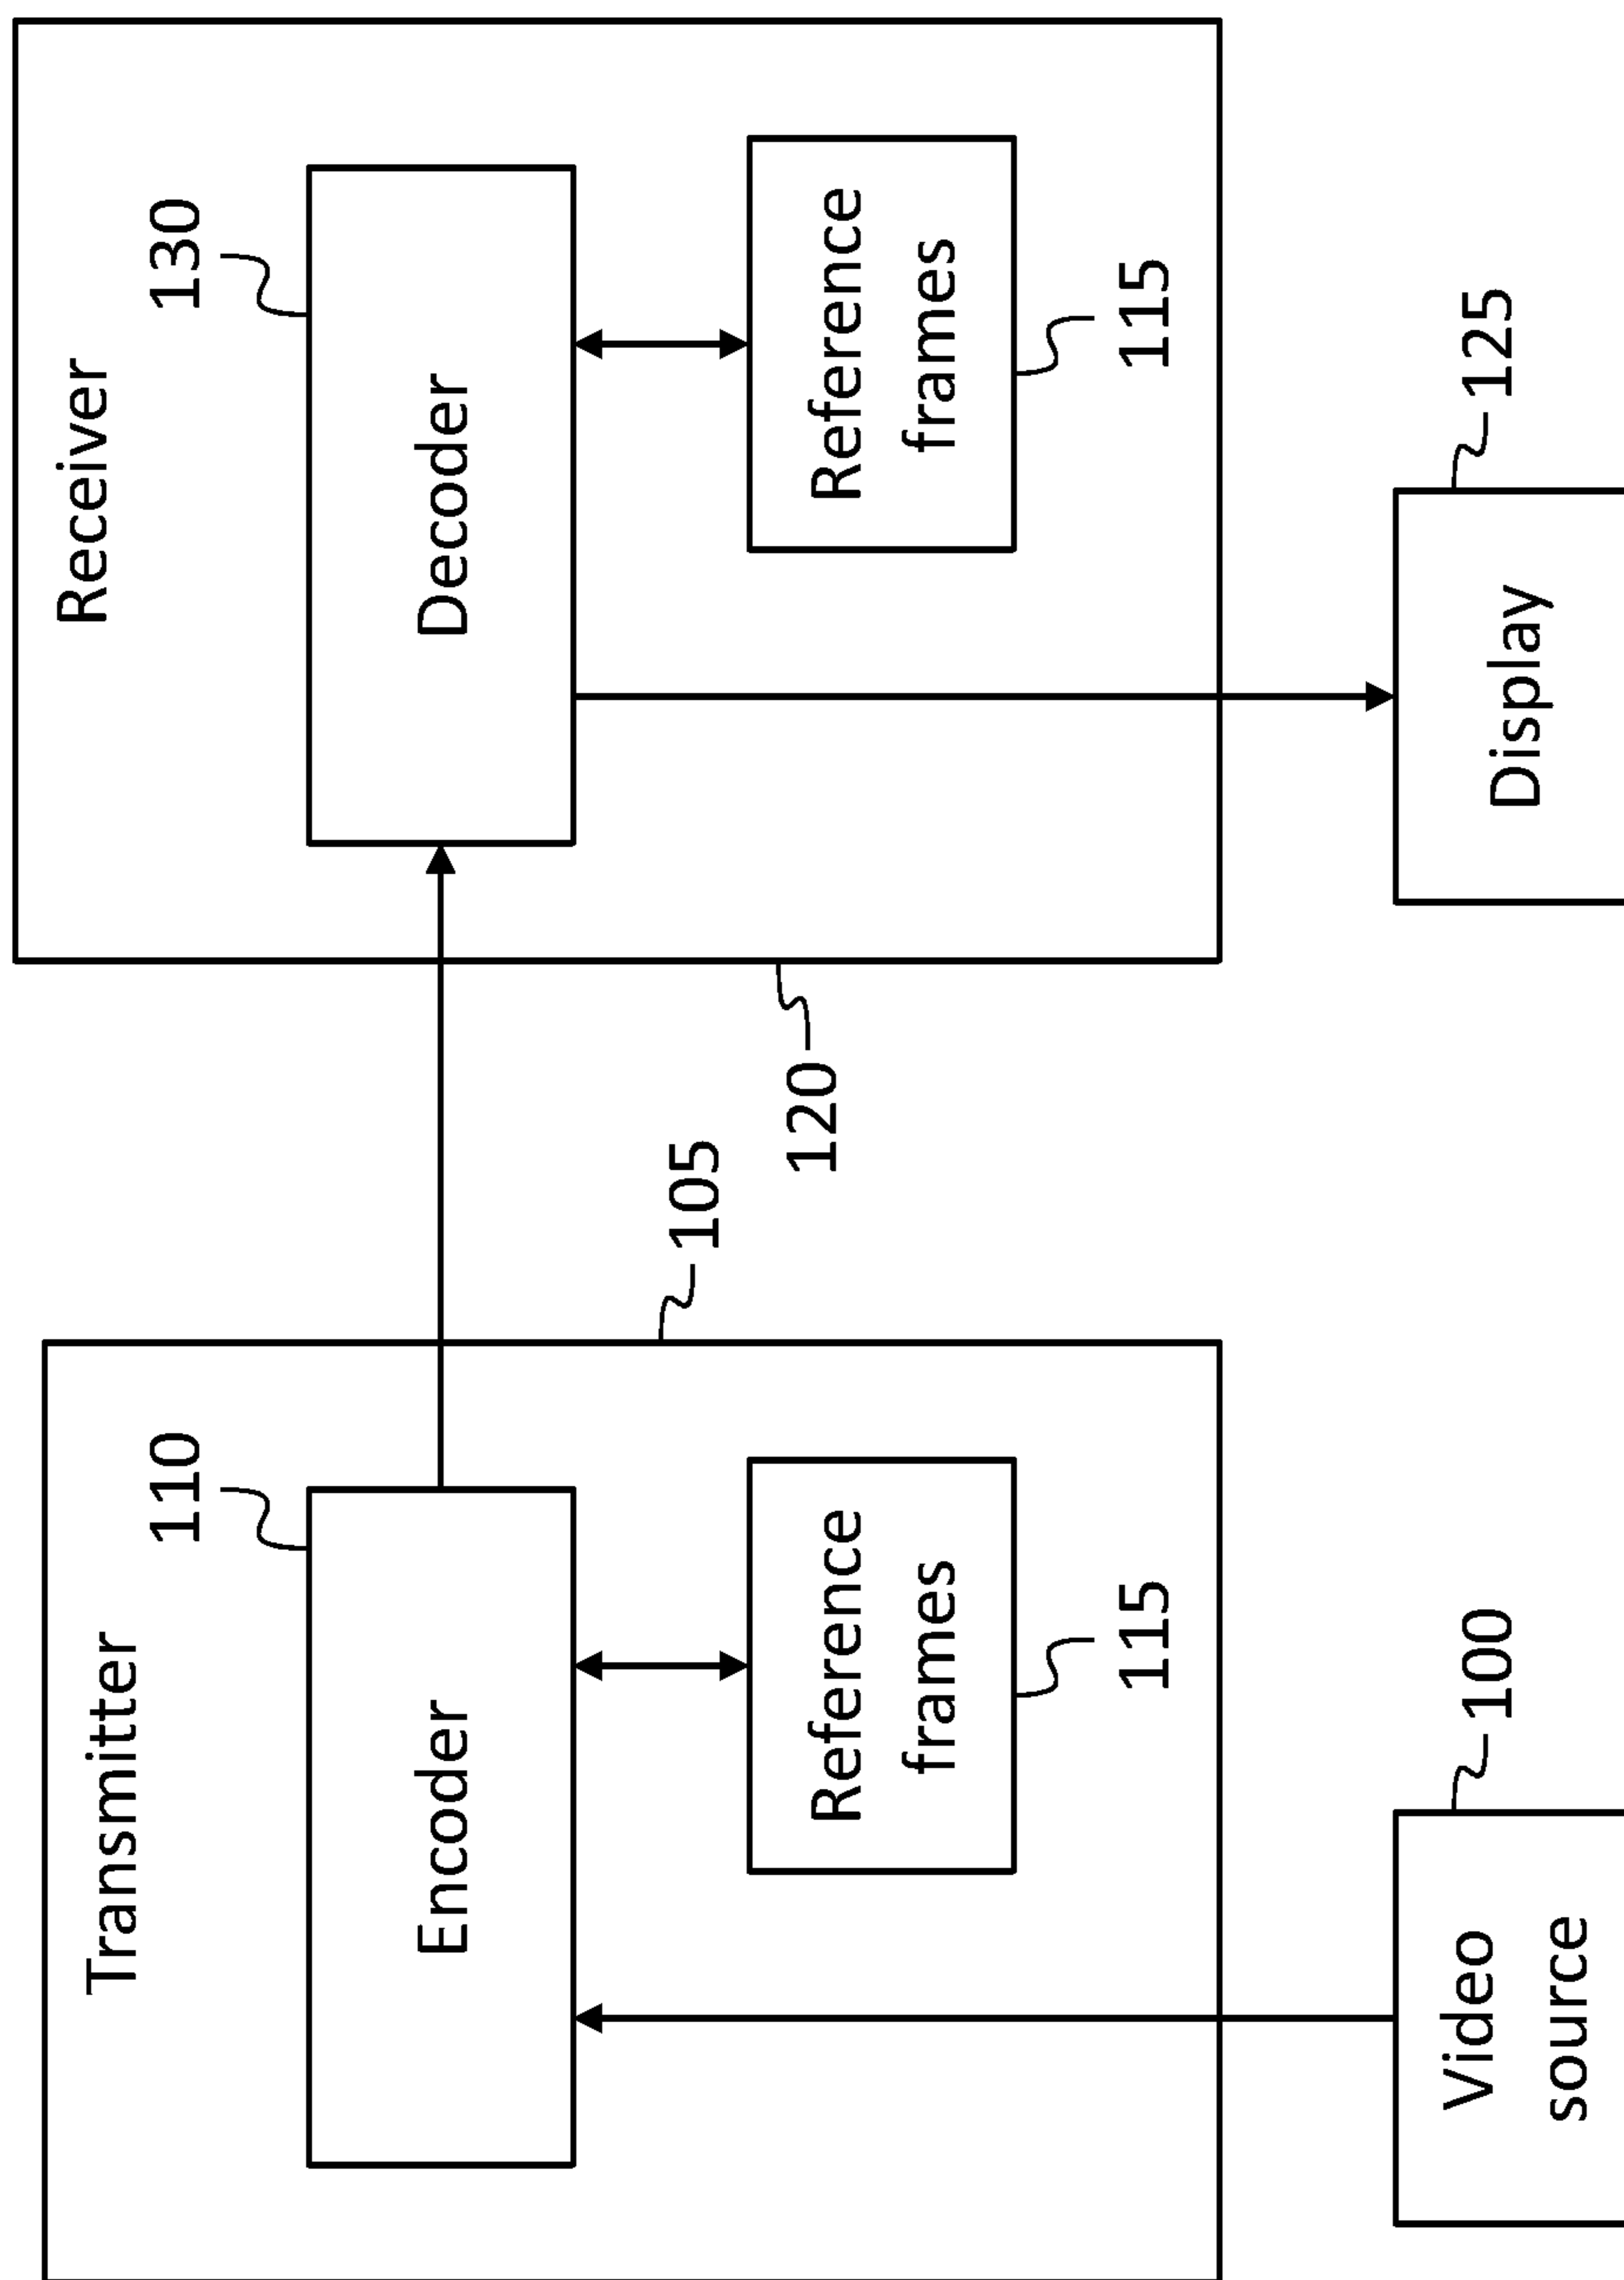 Transmitter
110
Encoder
Reference
frames
115
105
Video
source
100
Receiver
130
Decoder
Reference
frames
115
120
Display
125